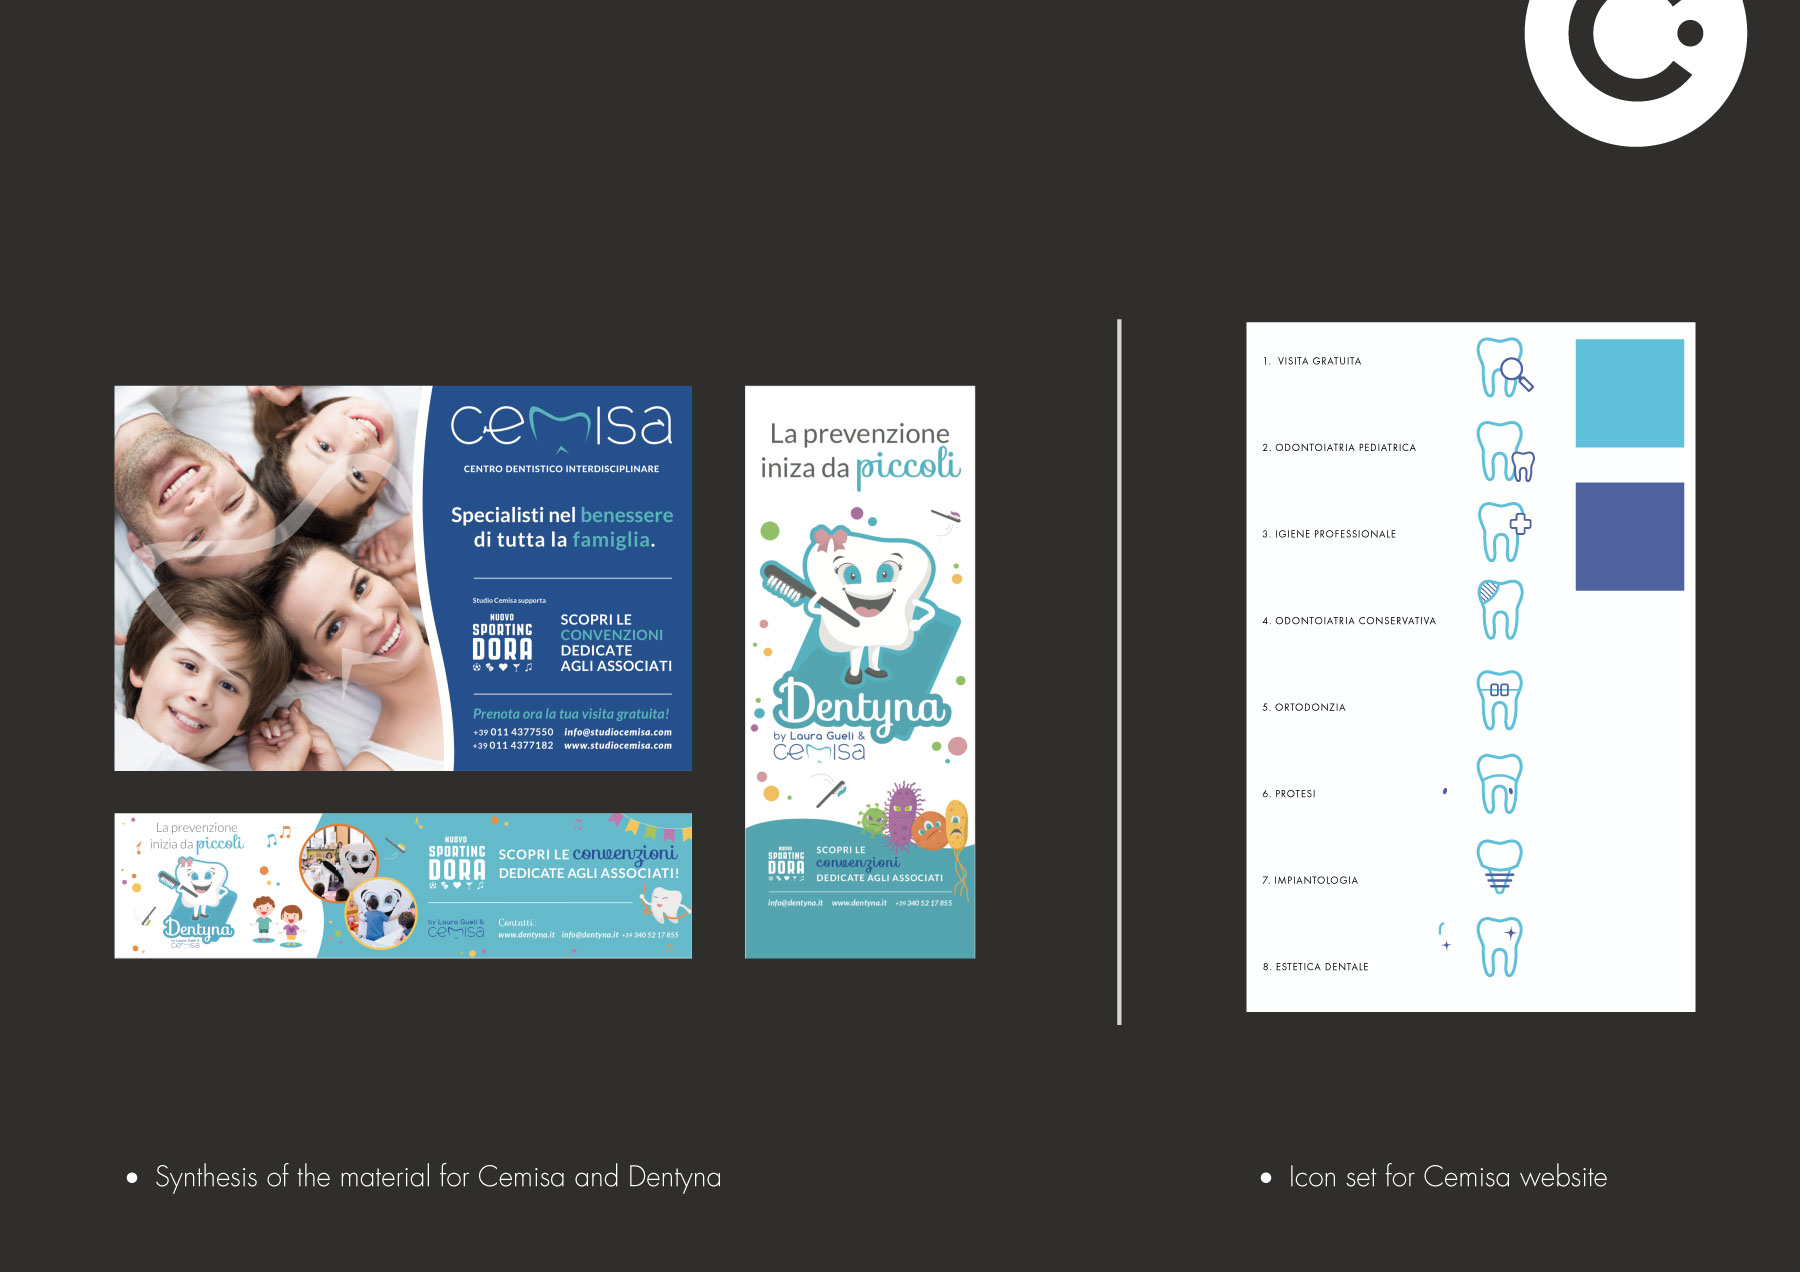 cemisa
CENTRO DENTISTICO INTERDISCIPLINARE
Specialisti nel benessere
di tutta la famiglia.
Studio Cemisa supporta
NUOVO
SPORTING
DORA
SCOPRI LE
CONVENZIONI
DEDICATE
AGLI ASSOCIATI
Prenota ora la tua visita gratuita!
+39 011 4377550 info@studiocemisa.com
+39 011 4377182 www.studiocemisa.com
La prevenzione
inizia da piccoli
Dentyna
by Laura Gueli &
cemisa
NUOVO
SPORTING
DORA
SCOPRI LE convenzioni
DEDICATE AGLI ASSOCIATI!
by Laura Gueli &
cemisa
Contatti:
www.dentyna.it info@dentyna.it +39 340 52 17 855
La prevenzione
iniza da piccoli
Dentyna
by Laura Gueli &
cemisa
NUOVO
SPORTING
DORA
SCOPRI LE
convenzioni
DEDICATE AGLI ASSOCIATI
info@dentyna.it www.dentyna.it +39 340 52 17 855
1. VISITA GRATUITA
2. ODONTOIATRIA PEDIATRICA
3. IGIENE PROFESSIONALE
4. ODONTOIATRIA CONSERVATIVA
5. ORTODONZIA
6. PROTESI
7. IMPIANTOLOGIA
8. ESTETICA DENTALE
• Synthesis of the material for Cemisa and Dentyna
• Icon set for Cemisa website